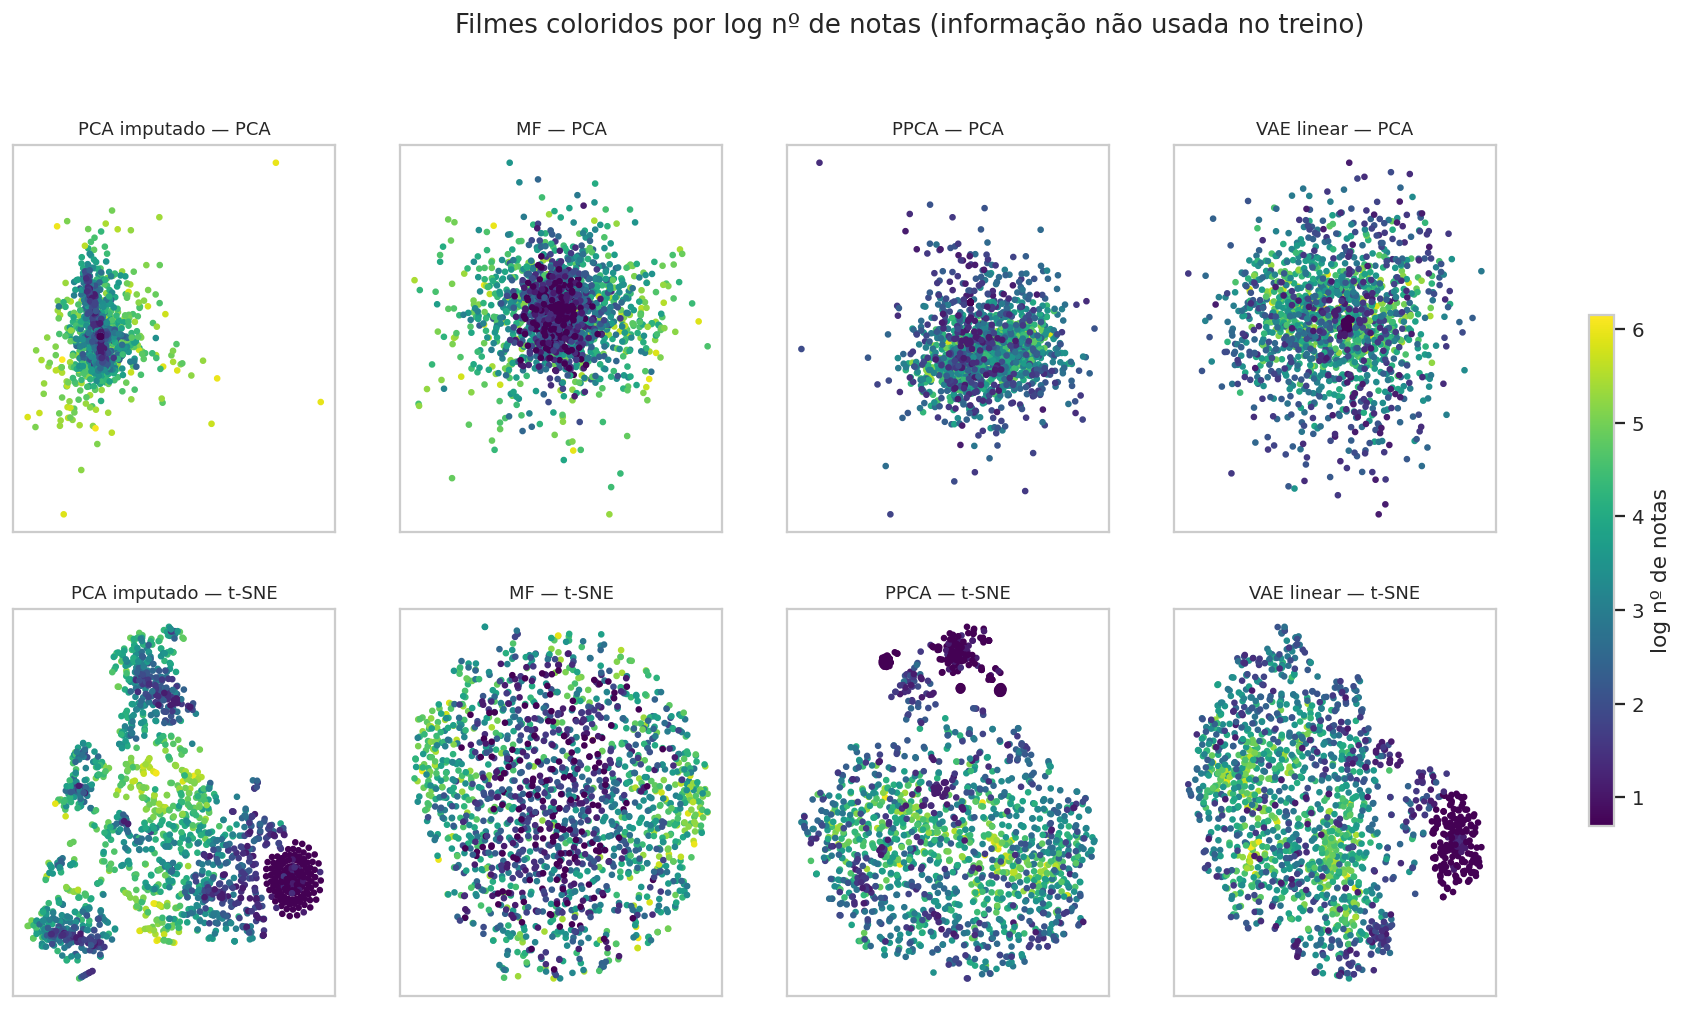 Filmes coloridos por log nº de notas (informação não usada no treino)
PCA imputado — PCA
MF — PCA
PPCA — PCA
VAE linear — PCA
PCA imputado — t-SNE
MF — t-SNE
PPCA — t-SNE
VAE linear — t-SNE
6
5
4
3
2
1
log nº de notas